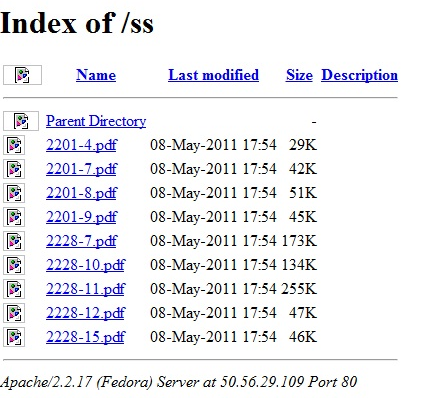 Index of /ss
Name Last modified Size Description
Parent Directory -
2201-4.pdf 08-May-2011 17:54 29K
2201-7.pdf 08-May-2011 17:54 42K
2201-8.pdf 08-May-2011 17:54 51K
2201-9.pdf 08-May-2011 17:54 45K
2228-7.pdf 08-May-2011 17:54 173K
2228-10.pdf 08-May-2011 17:54 134K
2228-11.pdf 08-May-2011 17:54 255K
2228-12.pdf 08-May-2011 17:54 47K
2228-15.pdf 08-May-2011 17:54 46K
Apache/2.2.17 (Fedora) Server at 50.56.29.109 Port 80